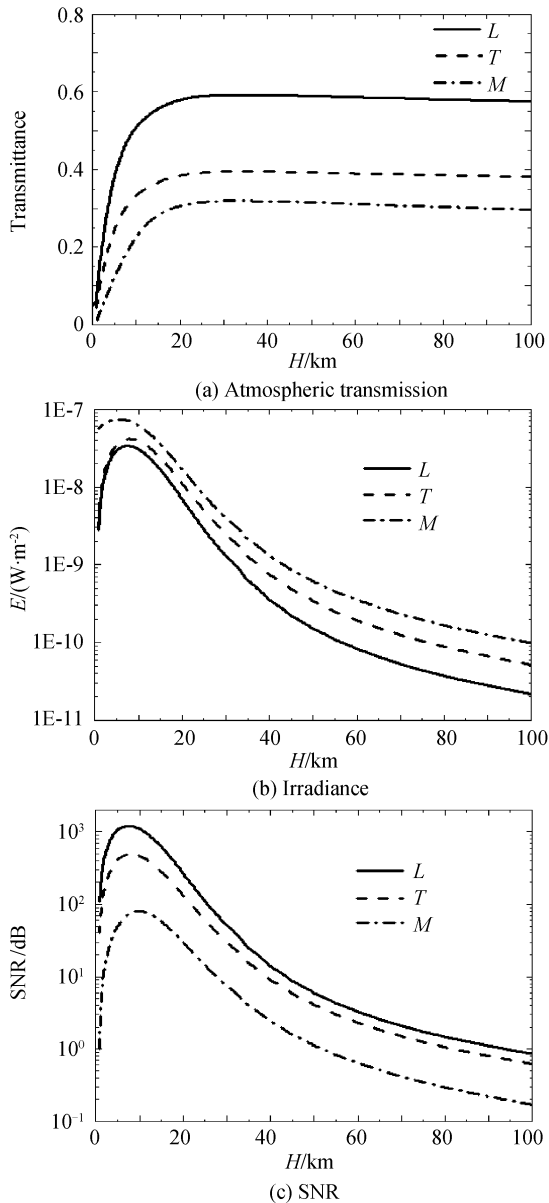 0.8
0.6
0.4
0.2
0
Transmittance
L
T
M
0 20 40 60 80 100
H/km
(a) Atmospheric transmission
1E-7
1E-8
1E-9
1E-10
1E-11
E/(W·m⁻²)
L
T
M
0 20 40 60 80 100
H/km
(b) Irradiance
10³
10²
10¹
10⁰
10⁻¹
SNR/dB
L
T
M
0 20 40 60 80 100
H/km
(c) SNR